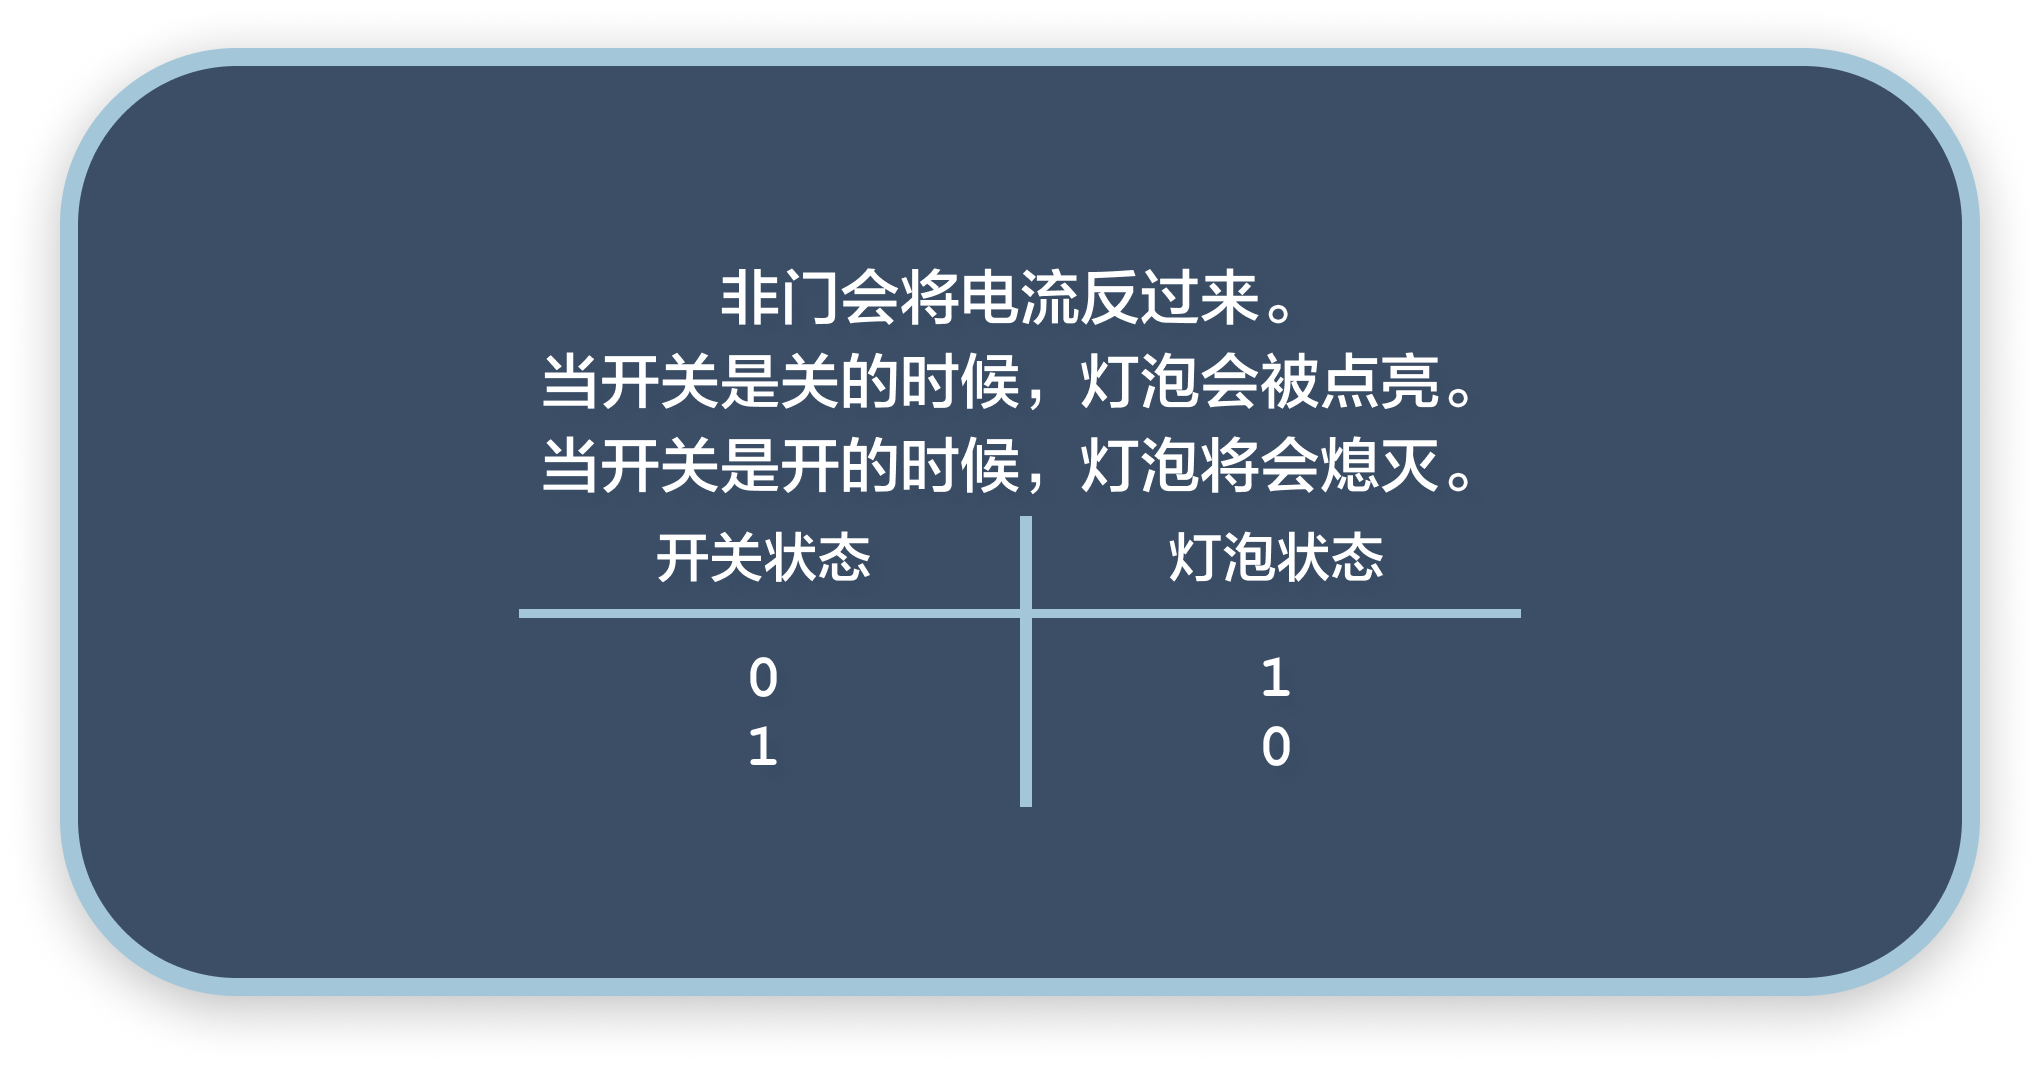 非门会将电流反过来。
当开关是关的时候，灯泡会被点亮。
当开关是开的时候，灯泡将会熄灭。
开关状态 灯泡状态
0 1
1 0